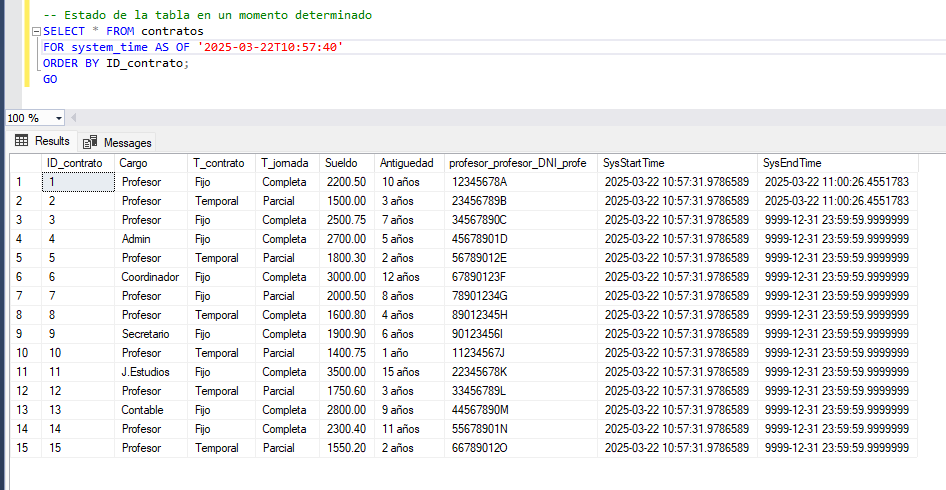 -- Estado de la tabla en un momento determinado
SELECT * FROM contratos
FOR system_time AS OF '2025-03-22T10:57:40'
ORDER BY ID_contrato;
GO
100 %
Results Messages
ID_contrato Cargo T_contrato T_jornada Sueldo Antiguedad profesor_profesor_DNI_profe SysStartTime SysEndTime
1 1 Profesor Fijo Completa 2200.50 10 años 12345678A 2025-03-22 10:57:31.9786589 2025-03-22 11:00:26.4551783
2 2 Profesor Temporal Parcial 1500.00 3 años 23456789B 2025-03-22 10:57:31.9786589 2025-03-22 11:00:26.4551783
3 3 Profesor Fijo Completa 2500.75 7 años 34567890C 2025-03-22 10:57:31.9786589 9999-12-31 23:59:59.9999999
4 4 Admin Fijo Completa 2700.00 5 años 45678901D 2025-03-22 10:57:31.9786589 9999-12-31 23:59:59.9999999
5 5 Profesor Temporal Parcial 1800.30 2 años 56789012E 2025-03-22 10:57:31.9786589 9999-12-31 23:59:59.9999999
6 6 Coordinador Fijo Completa 3000.00 12 años 67890123F 2025-03-22 10:57:31.9786589 9999-12-31 23:59:59.9999999
7 7 Profesor Fijo Parcial 2000.50 8 años 78901234G 2025-03-22 10:57:31.9786589 9999-12-31 23:59:59.9999999
8 8 Profesor Temporal Completa 1600.80 4 años 89012345H 2025-03-22 10:57:31.9786589 9999-12-31 23:59:59.9999999
9 9 Secretario Fijo Completa 1900.90 6 años 90123456I 2025-03-22 10:57:31.9786589 9999-12-31 23:59:59.9999999
10 10 Profesor Temporal Parcial 1400.75 1 año 11234567J 2025-03-22 10:57:31.9786589 9999-12-31 23:59:59.9999999
11 11 J.Estudios Fijo Completa 3500.00 15 años 22345678K 2025-03-22 10:57:31.9786589 9999-12-31 23:59:59.9999999
12 12 Profesor Temporal Parcial 1750.60 3 años 33456789L 2025-03-22 10:57:31.9786589 9999-12-31 23:59:59.9999999
13 13 Contable Fijo Completa 2800.00 9 años 44567890M 2025-03-22 10:57:31.9786589 9999-12-31 23:59:59.9999999
14 14 Profesor Fijo Completa 2300.40 11 años 55678901N 2025-03-22 10:57:31.9786589 9999-12-31 23:59:59.9999999
15 15 Profesor Temporal Parcial 1550.20 2 años 66789012O 2025-03-22 10:57:31.9786589 9999-12-31 23:59:59.9999999